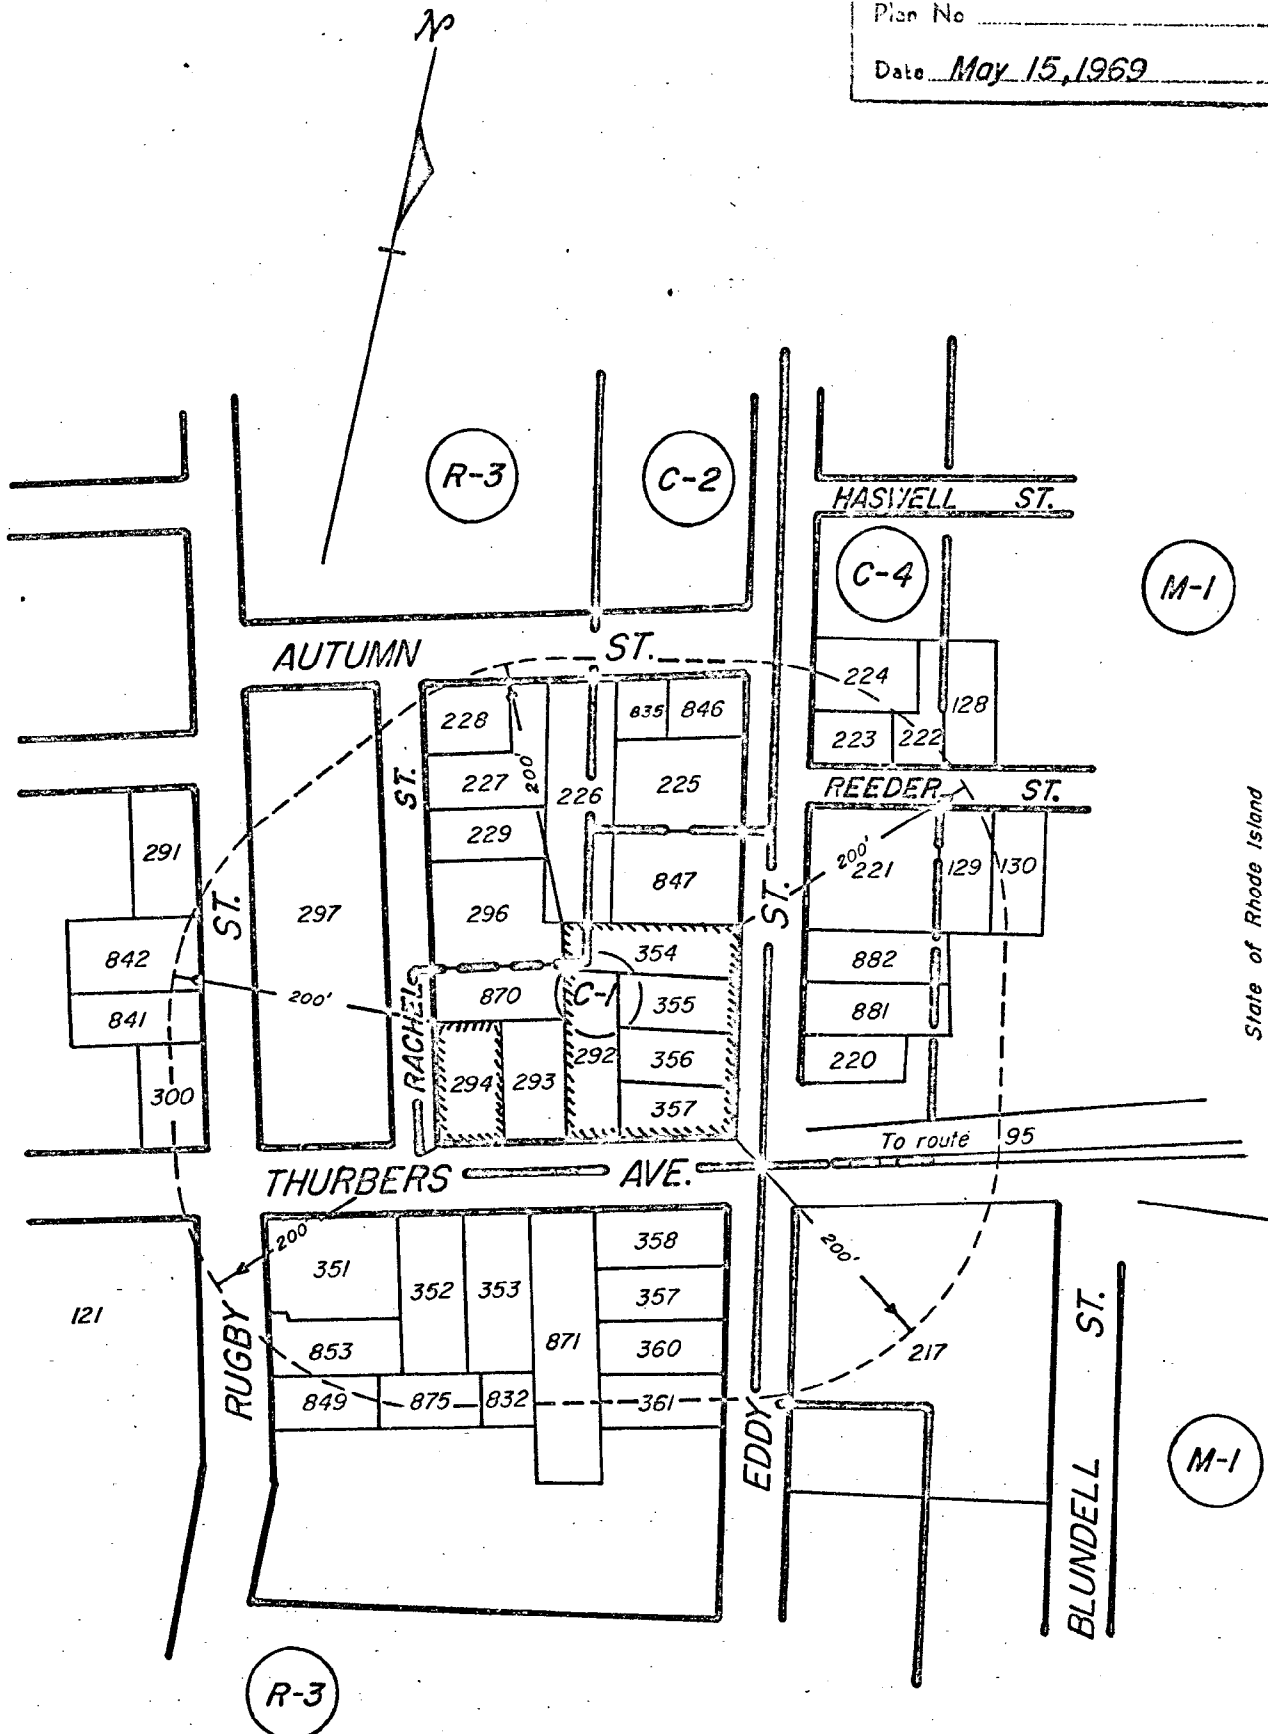 Plan No
Date May 15, 1969
N
R-3
C-2
HASWELL ST.
C-4
M-1
AUTUMN ST.
224
128
228
835
846
223
222
200'
227
226
225
ST.
REEDER ST.
291
229
200'
221
129
130
297
296
847
ST.
ST.
842
354
882
200'
870
C-1
355
841
881
RACHEL
356
220
300
294
293
292
357
State of Rhode Island
To route 95
THURBERS AVE.
200'
358
200'
351
352
353
357
121
871
853
360
217
ST.
RUGBY
849
875
832
361
EDDY
M-1
BLUNDELL
R-3